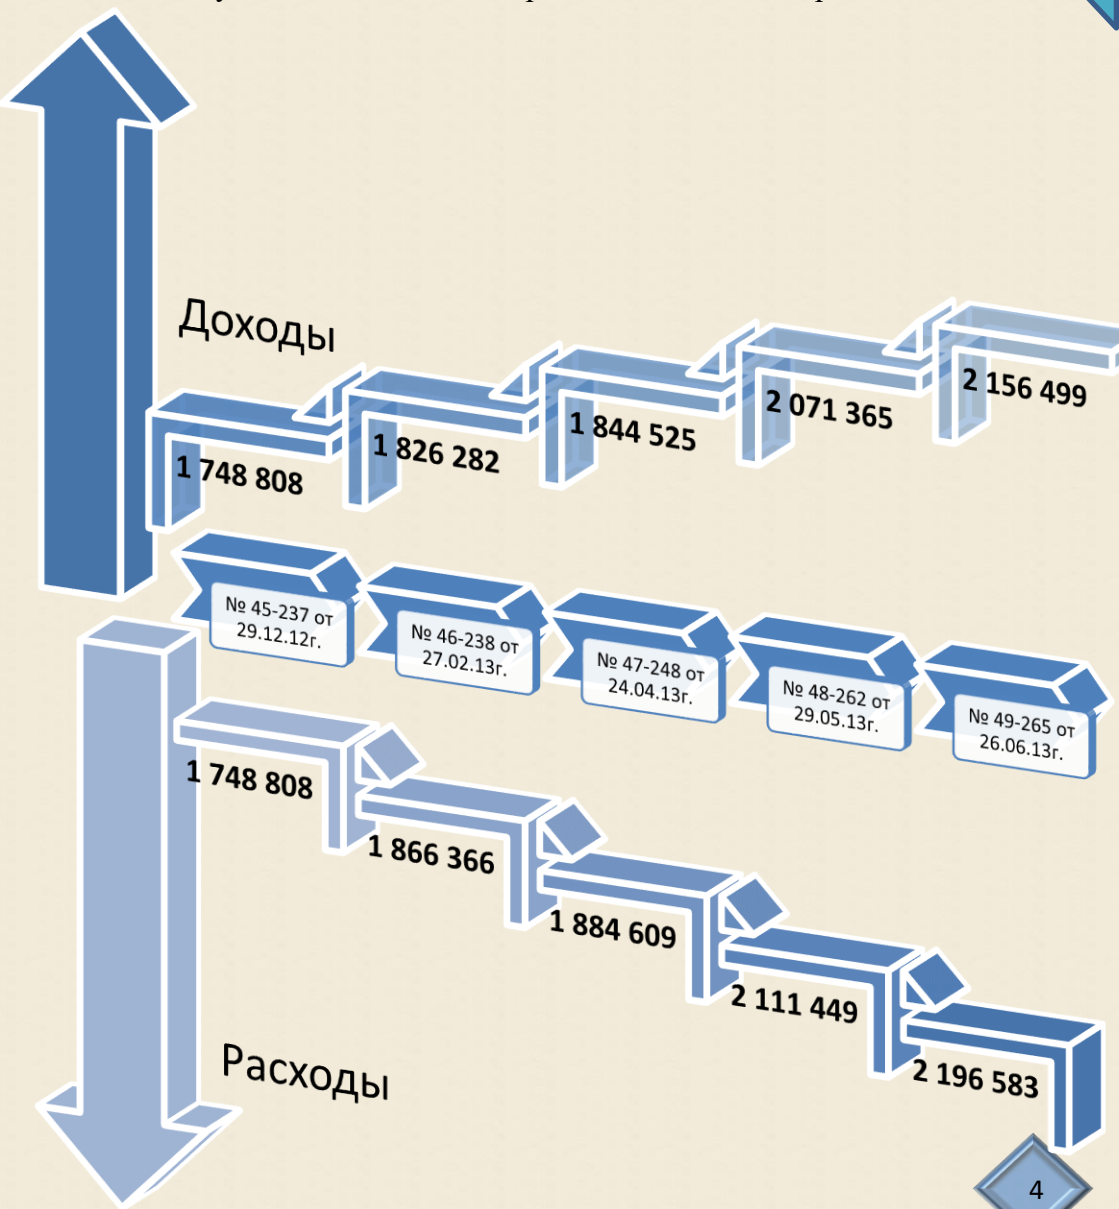 Доходы
1 748 808
1 826 282
1 844 525
2 071 365
2 156 499
№ 45-237 от
29.12.12г.
№ 46-238 от
27.02.13г.
№ 47-248 от
24.04.13г.
№ 48-262 от
29.05.13г.
№ 49-265 от
26.06.13г.
1 748 808
1 866 366
1 884 609
2 111 449
2 196 583
Расходы
4